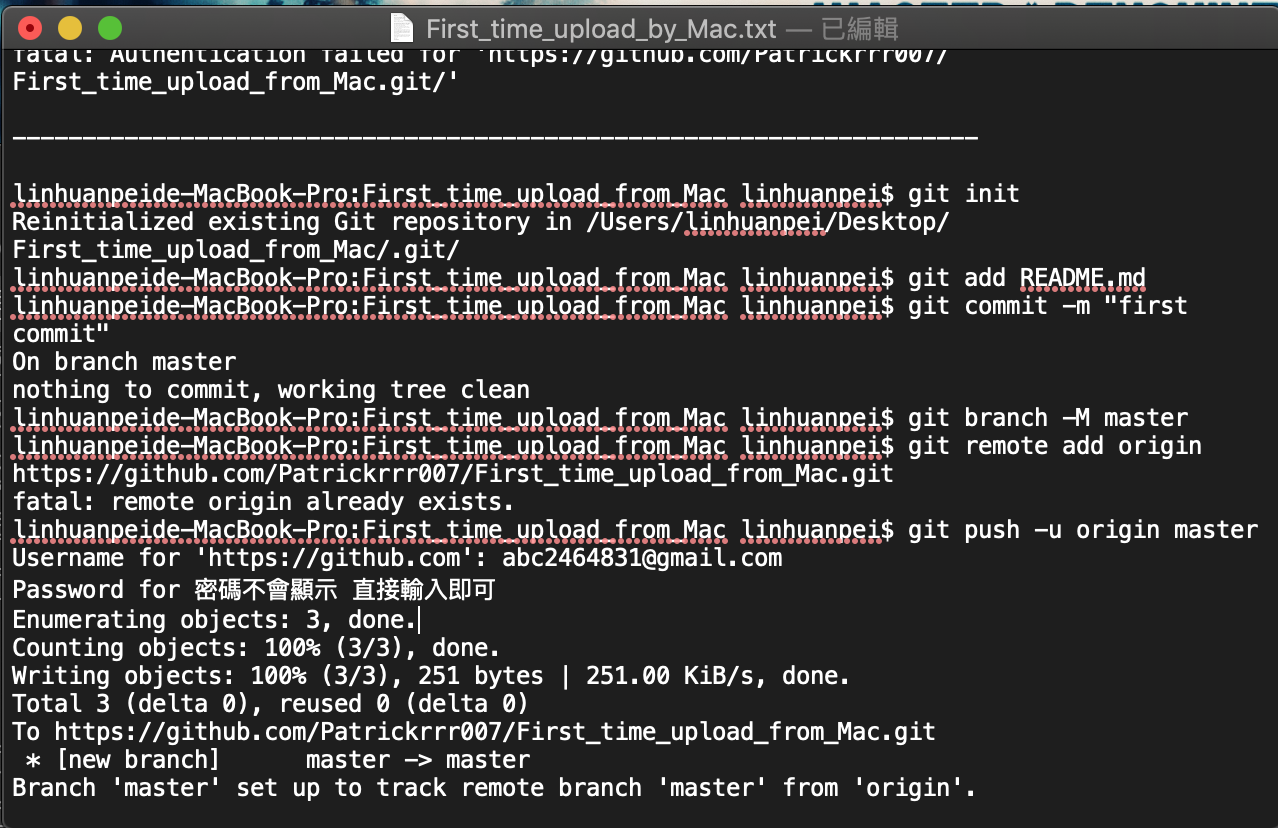 First_time_upload_by_Mac.txt — 已編輯
fatal: Authentication failed for 'https://github.com/Patrickrrr007/
First_time_upload_from_Mac.git/'
_____________________________________________________________________
linhuanpeide-MacBook-Pro:First_time_upload_from_Mac linhuanpei$ git init
Reinitialized existing Git repository in /Users/linhuanpei/Desktop/
First_time_upload_from_Mac/.git/
linhuanpeide-MacBook-Pro:First_time_upload_from_Mac linhuanpei$ git add README.md
linhuanpeide-MacBook-Pro:First_time_upload_from_Mac linhuanpei$ git commit -m "first
commit"
On branch master
nothing to commit, working tree clean
linhuanpeide-MacBook-Pro:First_time_upload_from_Mac linhuanpei$ git branch -M master
linhuanpeide-MacBook-Pro:First_time_upload_from_Mac linhuanpei$ git remote add origin
https://github.com/Patrickrrr007/First_time_upload_from_Mac.git
fatal: remote origin already exists.
linhuanpeide-MacBook-Pro:First_time_upload_from_Mac linhuanpei$ git push -u origin master
Username for 'https://github.com': abc2464831@gmail.com
Password for 密碼不會顯示 直接輸入即可
Enumerating objects: 3, done.
Counting objects: 100% (3/3), done.
Writing objects: 100% (3/3), 251 bytes | 251.00 KiB/s, done.
Total 3 (delta 0), reused 0 (delta 0)
To https://github.com/Patrickrrr007/First_time_upload_from_Mac.git
 * [new branch]      master -> master
Branch 'master' set up to track remote branch 'master' from 'origin'.